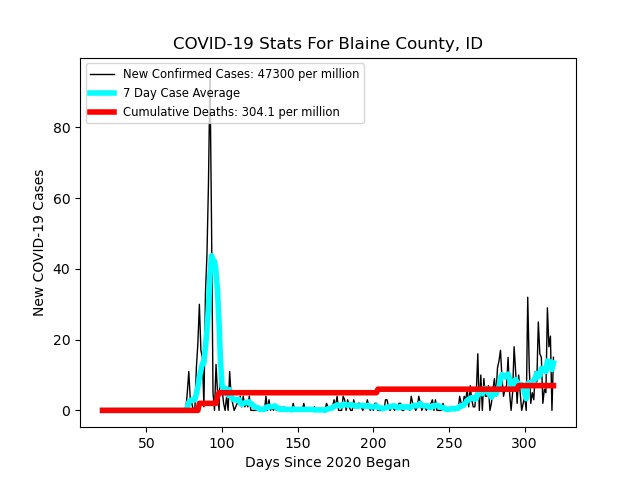 COVID-19 Stats For Blaine County, ID
New Confirmed Cases: 47300 per million
7 Day Case Average
Cumulative Deaths: 304.1 per million
New COVID-19 Cases
80
60
40
20
0
50 100 150 200 250 300
Days Since 2020 Began